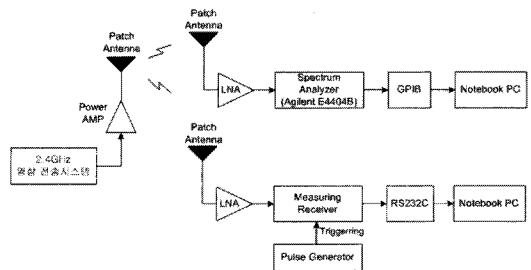 Patch
Antenna
Power
AMP
2.4GHz
영상 전송시스템
Patch
Antenna
LNA
Spectrum
Analyzer
(Agilent E4404B)
GPIB
Notebook PC
Patch
Antenna
LNA
Measuring
Receiver
RS232C
Notebook PC
Triggerring
Pulse Generator